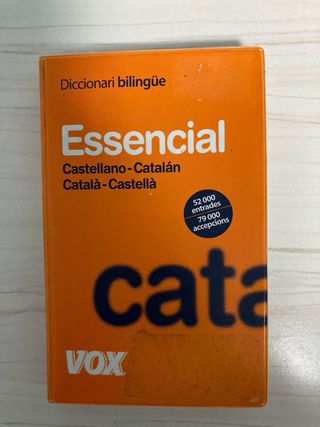 Diccionari bilingüe
Essencial
Castellano-Catalán
Català-Castellà
52 000
entrades
79 000
accepcions
cata
VOX